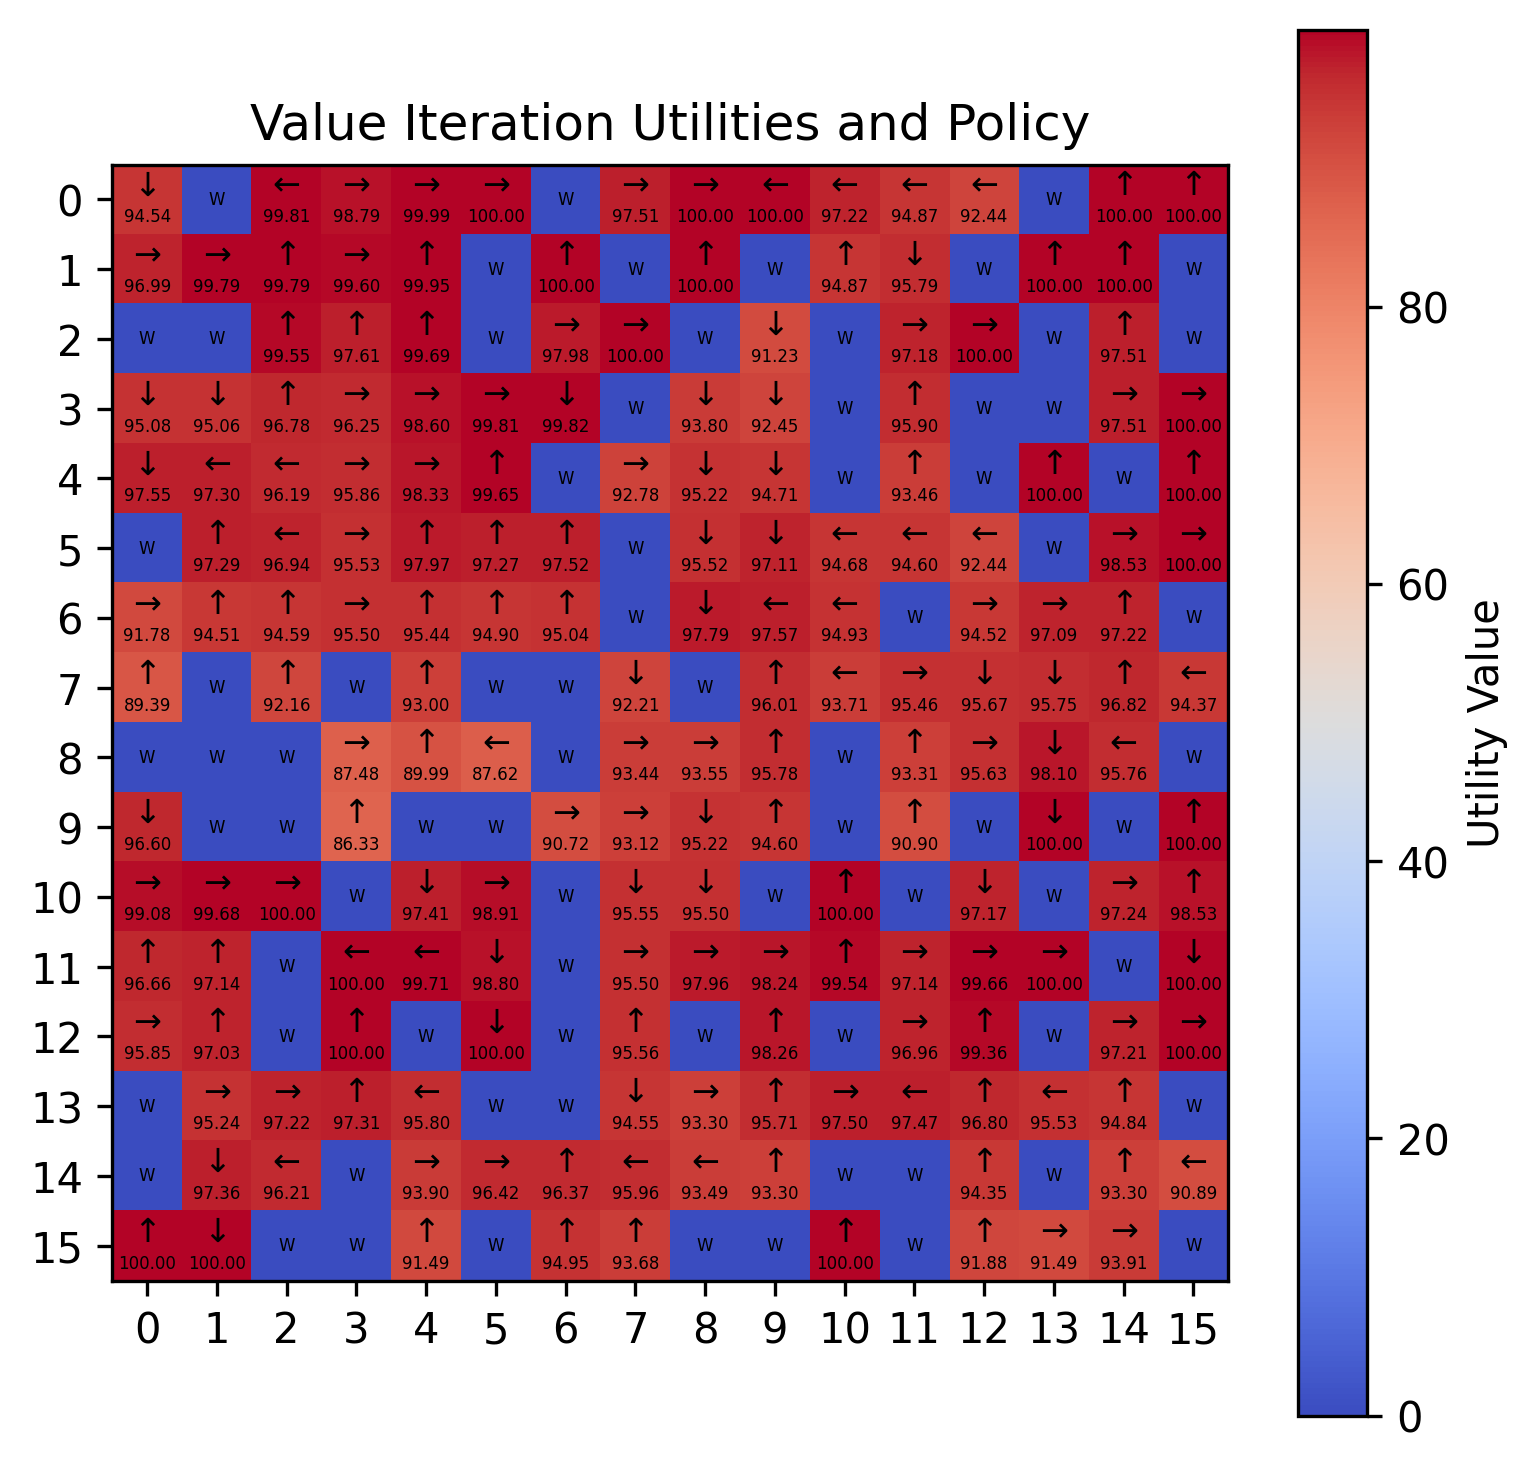 Value Iteration Utilities and Policy
0 ↓ W ← → → → W → → ← ← ← ← W ↑ ↑
94.54 99.81 98.79 99.99 100.00 97.51 100.00 100.00 97.22 94.87 92.44 100.00 100.00
1 → → ↑ → ↑ W ↑ W ↑ W ↑ ↓ W ↑ ↑ W
96.99 99.79 99.79 99.60 99.95 100.00 100.00 94.87 95.79 100.00 100.00
2 W W ↑ ↑ ↑ W → → W ↓ W → → W ↑ W
99.55 97.61 99.69 97.98 100.00 91.23 97.18 100.00 97.51
3 ↓ ↓ ↑ → → → ↓ W ↓ ↓ W ↑ W W → →
95.08 95.06 96.78 96.25 98.60 99.81 99.82 93.80 92.45 95.90 97.51 100.00
4 ↓ ← ← → → ↑ W → ↓ ↓ W ↑ W ↑ W ↑
97.55 97.30 96.19 95.86 98.33 99.65 92.78 95.22 94.71 93.46 100.00 100.00
5 W ↑ ← → ↑ ↑ ↑ W ↓ ↓ ← ← ← W → →
97.29 96.94 95.53 97.97 97.27 97.52 95.52 97.11 94.68 94.60 92.44 98.53 100.00
6 → ↑ ↑ → ↑ ↑ ↑ W ↓ ← ← W → → ↑ W
91.78 94.51 94.59 95.50 95.44 94.90 95.04 97.79 97.57 94.93 94.52 97.09 97.22
7 ↑ W ↑ W ↑ W W ↓ W ↑ ← → ↓ ↓ ↑ ←
89.39 92.16 93.00 92.21 96.01 93.71 95.46 95.67 95.75 96.82 94.37
8 W W W → ↑ ← W → → ↑ W ↑ → ↓ ← W
87.48 89.99 87.62 93.44 93.55 95.78 93.31 95.63 98.10 95.76
9 ↓ W W ↑ W W → → ↓ ↑ W ↑ W ↓ W ↑
96.60 86.33 90.72 93.12 95.22 94.60 90.90 100.00 100.00
10 → → → W ↓ → W ↓ ↓ W ↑ W ↓ W → ↑
99.08 99.68 100.00 97.41 98.91 95.55 95.50 100.00 97.17 97.24 98.53
11 ↑ ↑ W ← ← ↓ W → → → ↑ → → → W ↓
96.66 97.14 100.00 99.71 98.80 95.50 97.96 98.24 99.54 97.14 99.66 100.00 100.00
12 → ↑ W ↑ W ↓ W ↑ W ↑ W → ↑ W → →
95.85 97.03 100.00 100.00 95.56 98.26 96.96 99.36 97.21 100.00
13 W → → ↑ ← W W ↓ → ↑ → ← ↑ ← ↑ W
95.24 97.22 97.31 95.80 94.55 93.30 95.71 97.50 97.47 96.80 95.53 94.84
14 W ↓ ← W → → ↑ ← ← ↑ W W ↑ W ↑ ←
97.36 96.21 93.90 96.42 96.37 95.96 93.49 93.30 94.35 93.30 90.89
15 ↑ ↓ W W ↑ W ↑ ↑ W W ↑ W ↑ → → W
100.00 100.00 91.49 94.95 93.68 100.00 91.88 91.49 93.91
0 1 2 3 4 5 6 7 8 9 10 11 12 13 14 15
80
60
40
20
0
Utility Value